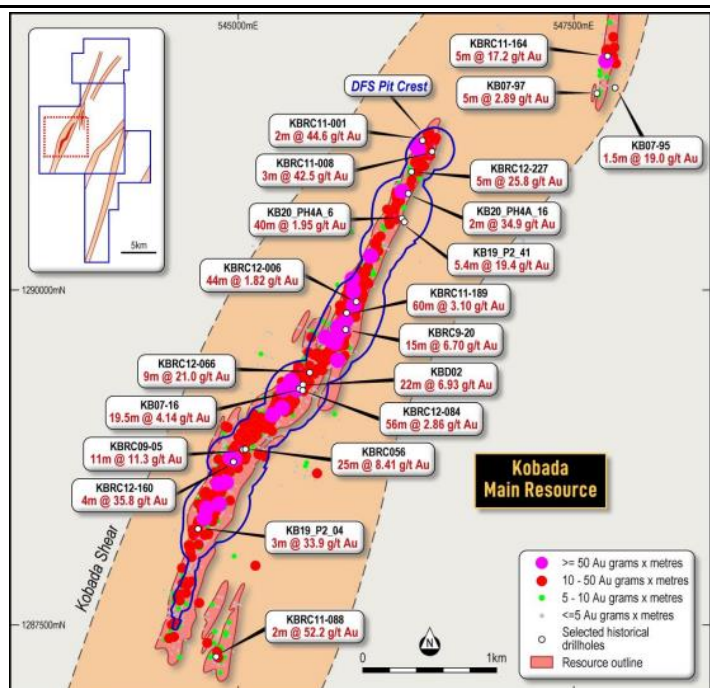 545000mE
547500mE
KBRC11-164
5m @ 17.2 g/t Au
KB07-97
5m @ 2.89 g/t Au
DFS Pit Crest
KBRC11-001
2m @ 44.6 g/t Au
KB07-95
1.5m @ 19.0 g/t Au
KBRC11-008
3m @ 42.5 g/t Au
KBRC12-227
5m @ 25.8 g/t Au
5km
KB20_PH4A_6
40m @ 1.95 g/t Au
KB20_PH4A_16
2m @ 34.9 g/t Au
KB19_P2_41
5.4m @ 19.4 g/t Au
KBRC12-006
44m @ 1.82 g/t Au
1290000mN
KBRC11-189
60m @ 3.10 g/t Au
KBRC9-20
15m @ 6.70 g/t Au
KBRC12-066
9m @ 21.0 g/t Au
KBD02
22m @ 6.93 g/t Au
KB07-16
19.5m @ 4.14 g/t Au
KBRC12-084
56m @ 2.86 g/t Au
KBRC09-05
11m @ 11.3 g/t Au
KBRC056
25m @ 8.41 g/t Au
Kobada
Main Resource
KBRC12-160
4m @ 35.8 g/t Au
KB19_P2_04
3m @ 33.9 g/t Au
Kobada Shear
>= 50 Au grams x metres
10 - 50 Au grams x metres
5 - 10 Au grams x metres
<=5 Au grams x metres
Selected historical
drillholes
Resource outline
1287500mN
KBRC11-088
2m @ 52.2 g/t Au
N
0 1km